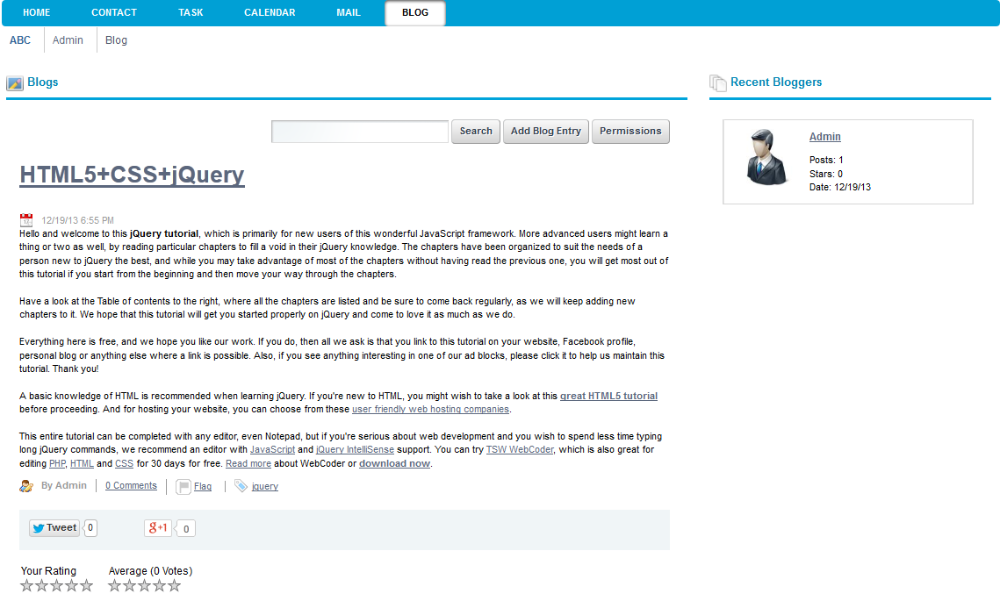 HOME CONTACT TASK CALENDAR MAIL BLOG
ABC Admin Blog
Blogs
Search Add Blog Entry Permissions
HTML5+CSS+jQuery
12/19/13 6:55 PM
Hello and welcome to this jQuery tutorial, which is primarily for new users of this wonderful JavaScript framework. More advanced users might learn a
thing or two as well, by reading particular chapters to fill a void in their jQuery knowledge. The chapters have been organized to suit the needs of a
person new to jQuery the best, and while you may take advantage of most of the chapters without having read the previous one, you will get most out of
this tutorial if you start from the beginning and then move your way through the chapters.
Have a look at the Table of contents to the right, where all the chapters are listed and be sure to come back regularly, as we will keep adding new
chapters to it. We hope that this tutorial will get you started properly on jQuery and come to love it as much as we do.
Everything here is free, and we hope you like our work. If you do, then all we ask is that you link to this tutorial on your website, Facebook profile,
personal blog or anything else where a link is possible. Also, if you see anything interesting in one of our ad blocks, please click it to help us maintain this
tutorial. Thank you!
A basic knowledge of HTML is recommended when learning jQuery. If you're new to HTML, you might wish to take a look at this great HTML5 tutorial
before proceeding. And for hosting your website, you can choose from these user friendly web hosting companies.
This entire tutorial can be completed with any editor, even Notepad, but if you're serious about web development and you wish to spend less time typing
long jQuery commands, we recommend an editor with JavaScript and jQuery IntelliSense support. You can try TSW WebCoder, which is also great for
editing PHP, HTML and CSS for 30 days for free. Read more about WebCoder or download now.
By Admin 0 Comments Flag jquery
Tweet 0 g+1 0
Your Rating Average (0 Votes)
Recent Bloggers
Admin
Posts: 1
Stars: 0
Date: 12/19/13